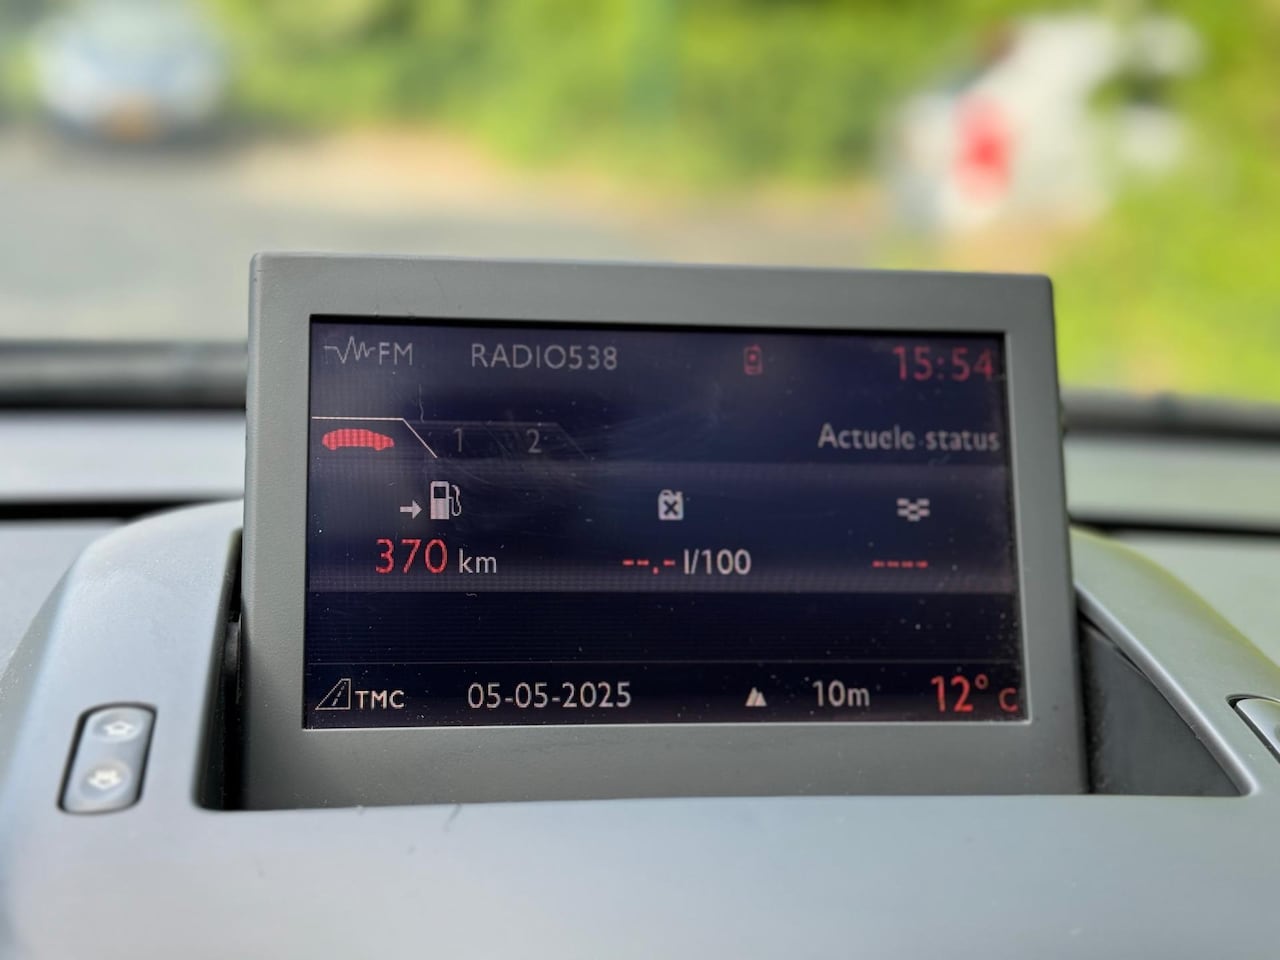 FM RADIO538 15:54
1 2 Actuele status
370 km --.- l/100 ----
TMC 05-05-2025 10m 12° C